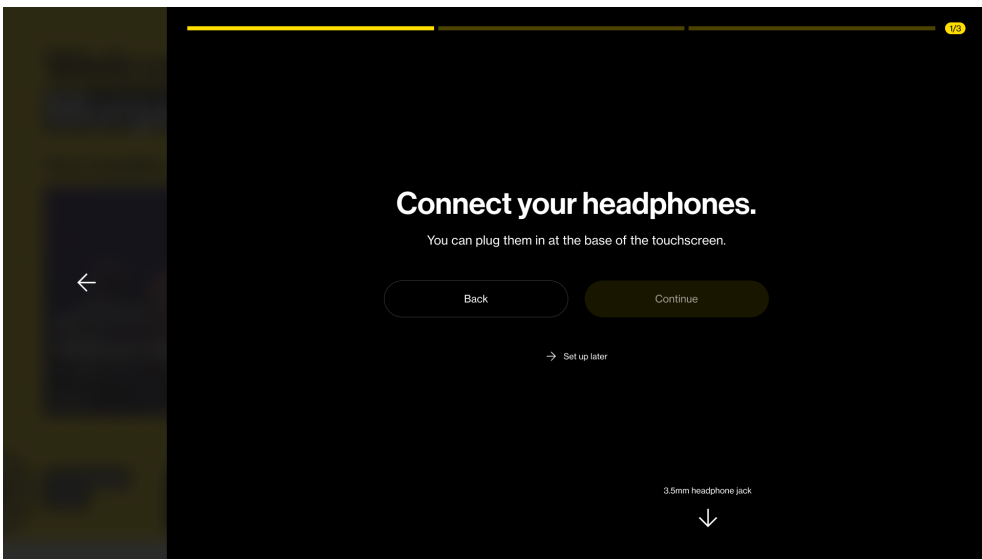 1/3
Connect your headphones.
You can plug them in at the base of the touchscreen.
Back
Continue
Set up later
3.5mm headphone jack